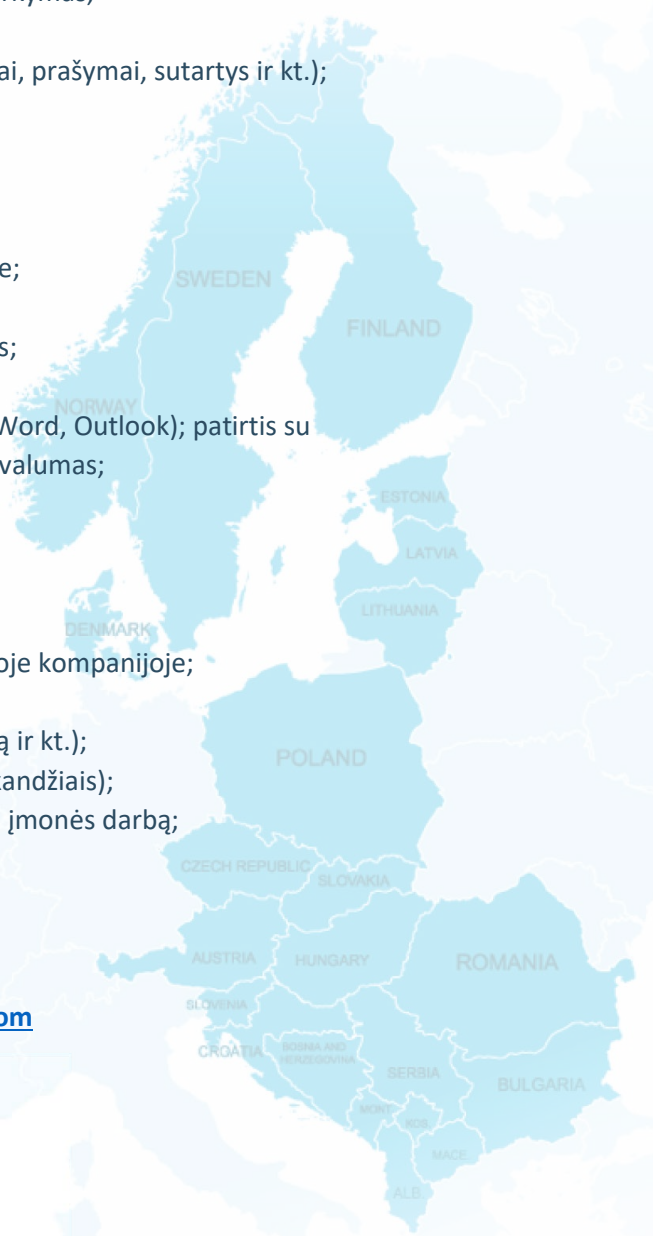 ai, prašymai, sutartys ir kt.);
e;
SWEDEN
FINLAND
s;
NORWAY
Word, Outlook); patirtis su
valumas;
ESTONIA
LATVIA
LITHUANIA
DENMARK
oje kompanijoje;
ą ir kt.);
POLAND
kandžiais);
įmonės darbą;
CZECH REPUBLIC
SLOVAKIA
AUSTRIA
HUNGARY
ROMANIA
SLOVENIA
om
CROATIA
BOSNIA AND
HERZEGOVINA
SERBIA
BULGARIA
MONT.
KOS.
MACE.
ALB.